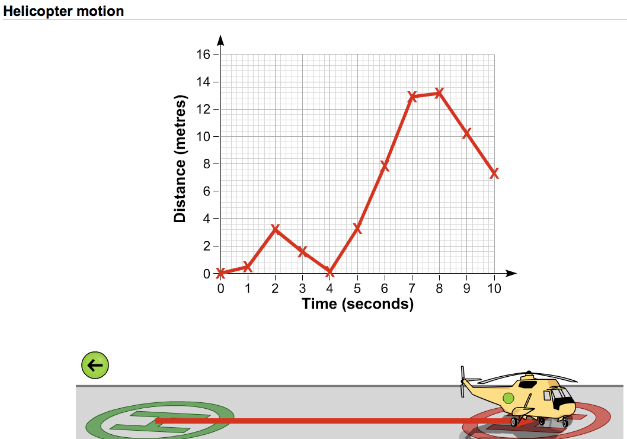 Helicopter motion
16
14
12
10
8
6
4
2
0
Distance (metres)
0 1 2 3 4 5 6 7 8 9 10
Time (seconds)
H
H